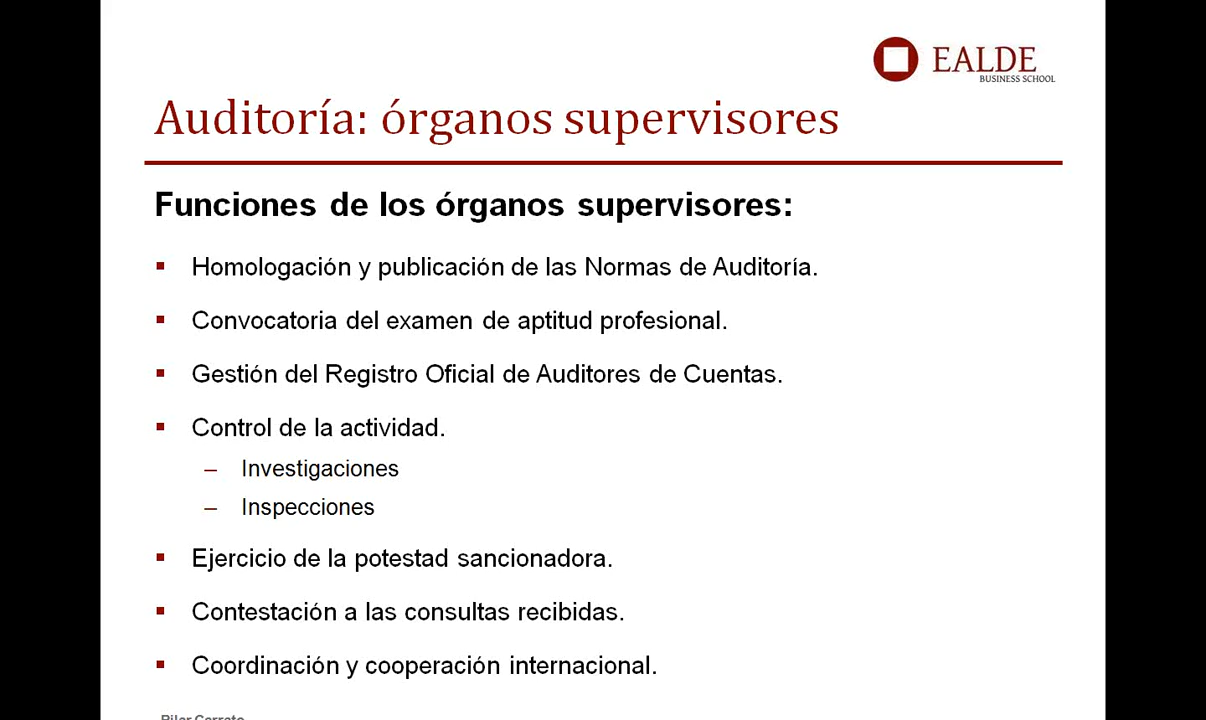 EALDE
BUSINESS SCHOOL
Auditoría: órganos supervisores
Funciones de los órganos supervisores:
▪ Homologación y publicación de las Normas de Auditoría.
▪ Convocatoria del examen de aptitud profesional.
▪ Gestión del Registro Oficial de Auditores de Cuentas.
▪ Control de la actividad.
– Investigaciones
– Inspecciones
▪ Ejercicio de la potestad sancionadora.
▪ Contestación a las consultas recibidas.
▪ Coordinación y cooperación internacional.